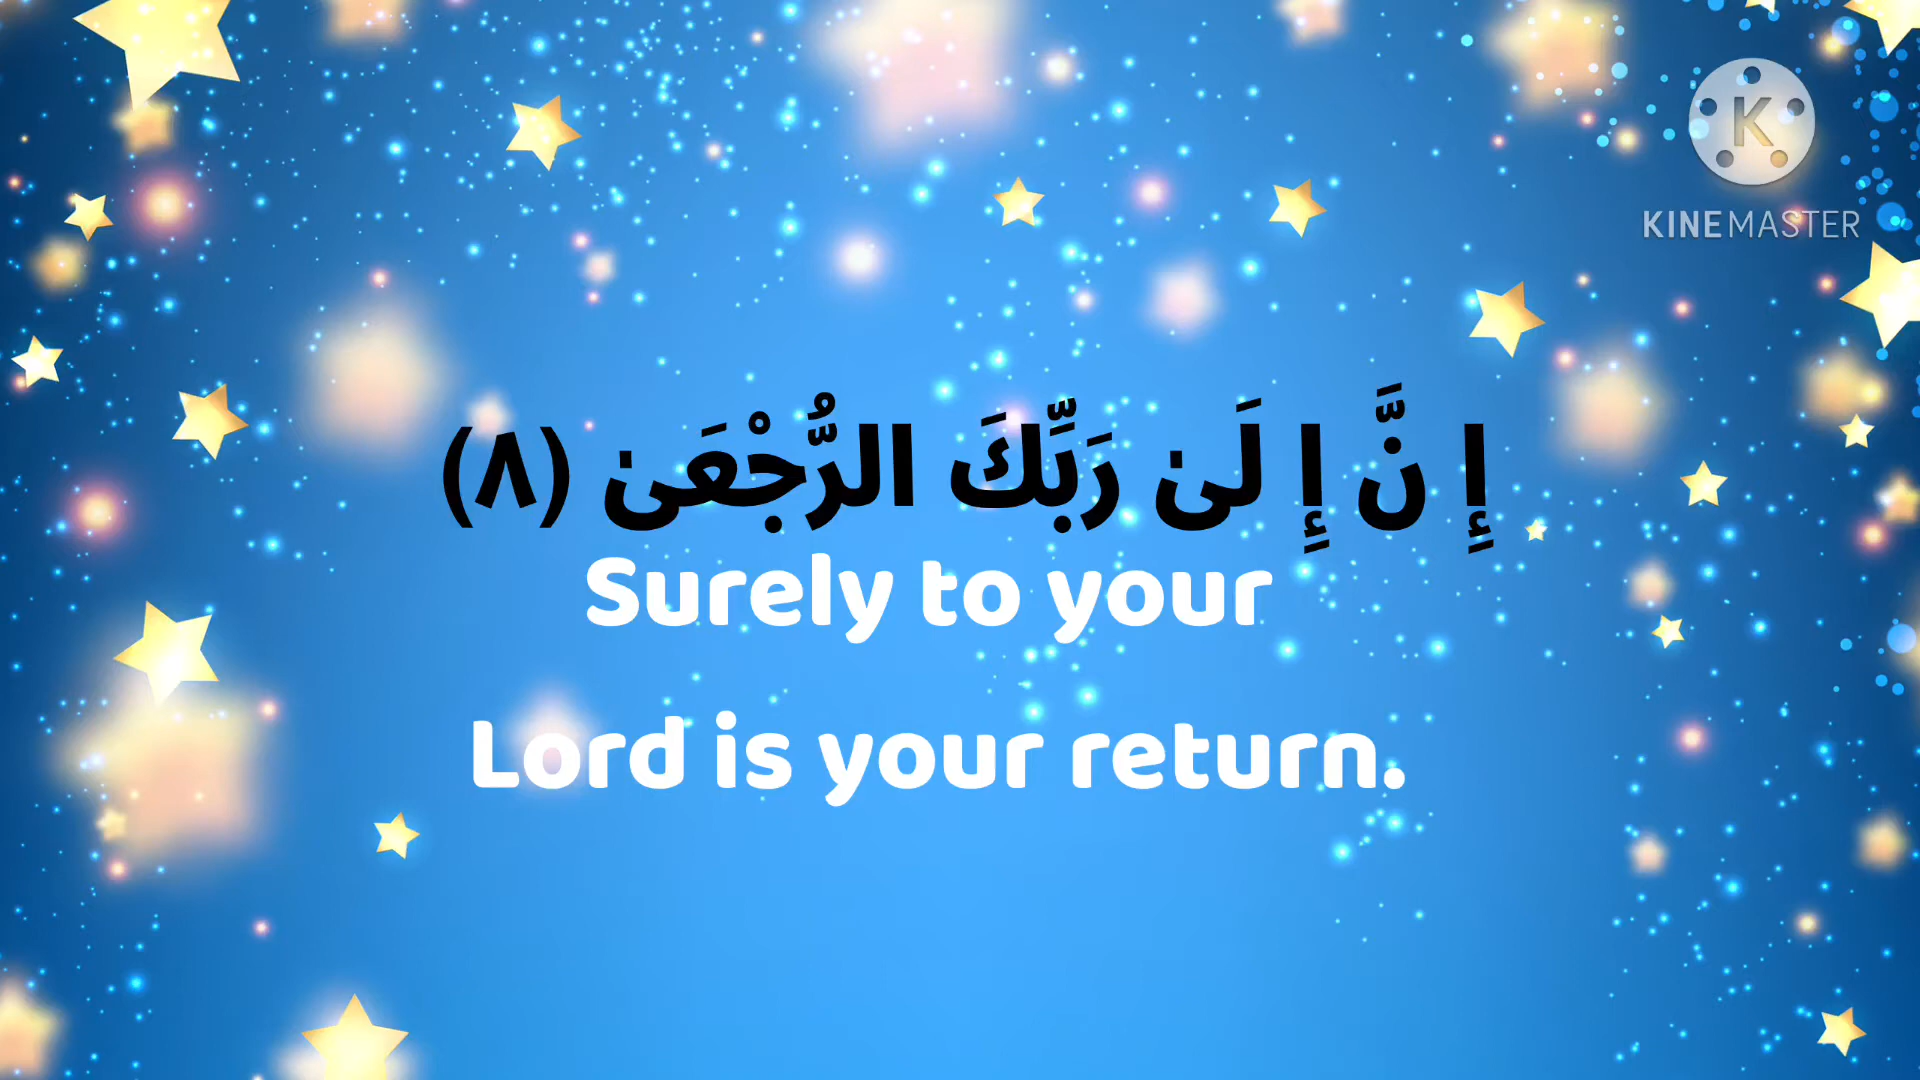 K
KINEMASTER
إِ نَّ إِ لَىٰ رَبِّكَ الرُّجْعَىٰ (٨)
Surely to your
Lord is your return.